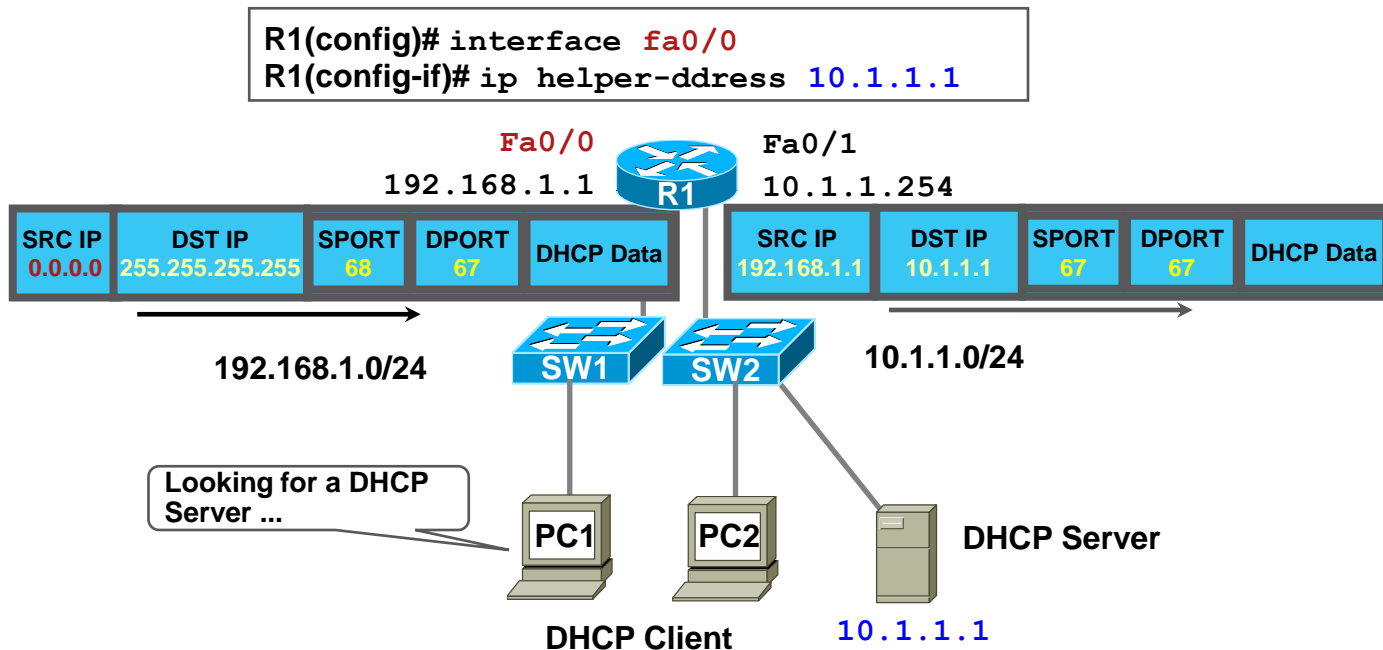 R1(config)# interface fa0/0
R1(config-if)# ip helper-ddress 10.1.1.1
Fa0/0
192.168.1.1
R1
Fa0/1
10.1.1.254
SRC IP
0.0.0.0
DST IP
255.255.255.255
SPORT
68
DPORT
67
DHCP Data
SRC IP
192.168.1.1
DST IP
10.1.1.1
SPORT
67
DPORT
67
DHCP Data
192.168.1.0/24
SW1
SW2
10.1.1.0/24
Looking for a DHCP
Server ...
PC1
PC2
DHCP Server
DHCP Client
10.1.1.1